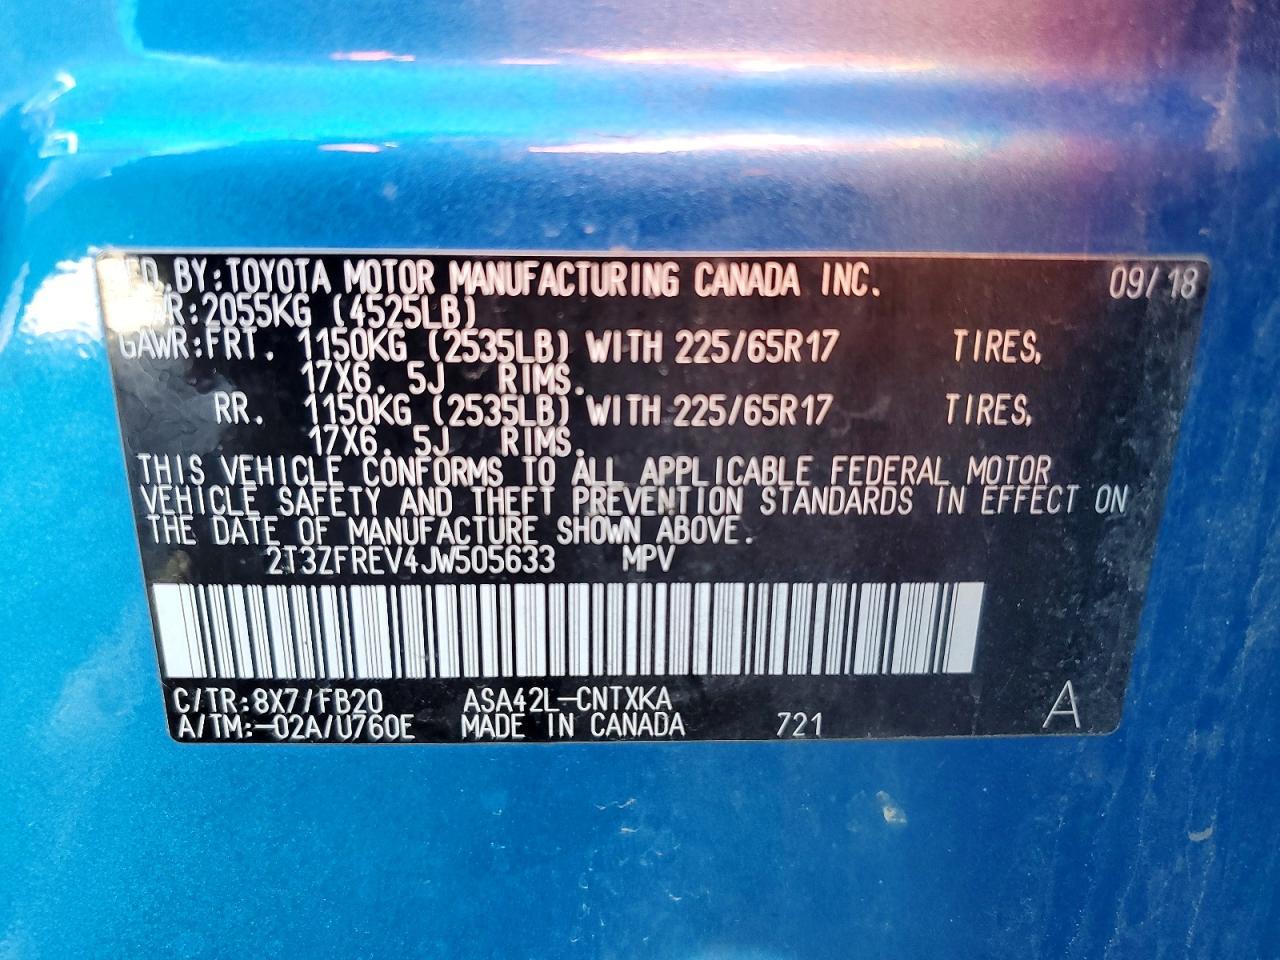 MFD. BY: TOYOTA MOTOR MANUFACTURING CANADA INC. 09/18
2055KG (4525LB)
GAWR: FRT. 1150KG (2535LB) WITH 225/65R17 TIRES,
17X6. 5J RIMS.
RR. 1150KG (2535LB) WITH 225/65R17 TIRES,
17X6. 5J RIMS.
THIS VEHICLE CONFORMS TO ALL APPLICABLE FEDERAL MOTOR
VEHICLE SAFETY AND THEFT PREVENTION STANDARDS IN EFFECT ON
THE DATE OF MANUFACTURE SHOWN ABOVE.
2T3ZFREV4JW505633 MPV
C/TR: 8X7/FB20 ASA42L-CNTXKA
A/TM: -02A/U760E MADE IN CANADA 721 A